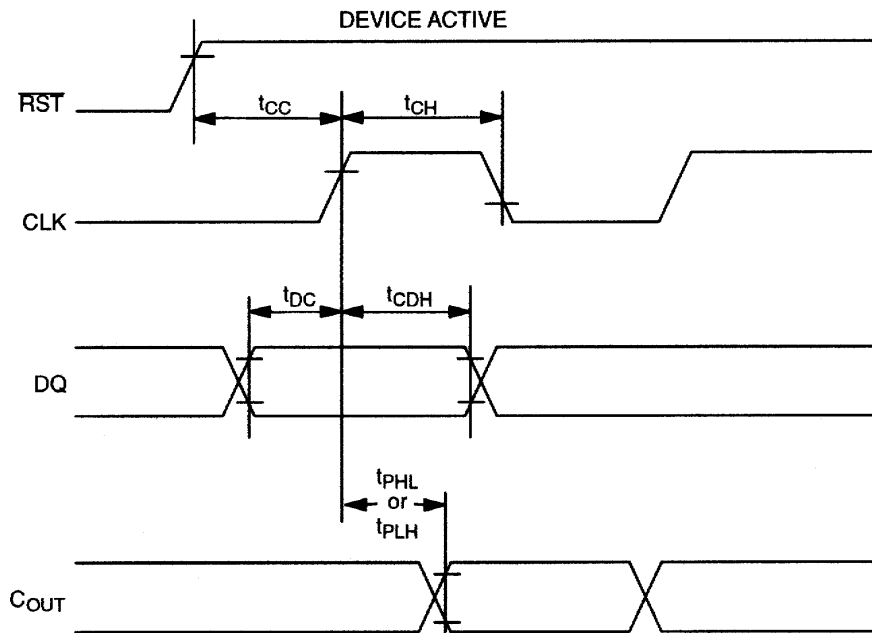 DEVICE ACTIVE
RST
tCC
tCH
CLK
tDC
tCDH
DQ
tPHL
or
tPLH
COUT